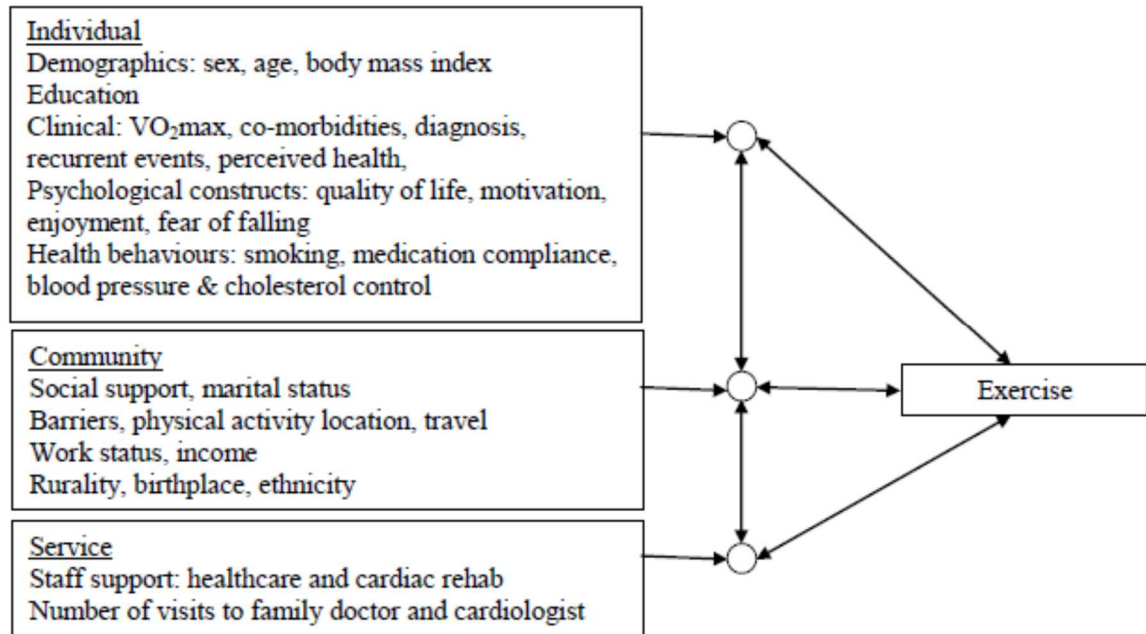 Individual
Demographics: sex, age, body mass index
Education
Clinical: VO₂max, co-morbidities, diagnosis,
recurrent events, perceived health,
Psychological constructs: quality of life, motivation,
enjoyment, fear of falling
Health behaviours: smoking, medication compliance,
blood pressure & cholesterol control
Community
Social support, marital status
Barriers, physical activity location, travel
Work status, income
Rurality, birthplace, ethnicity
Service
Staff support: healthcare and cardiac rehab
Number of visits to family doctor and cardiologist
Exercise